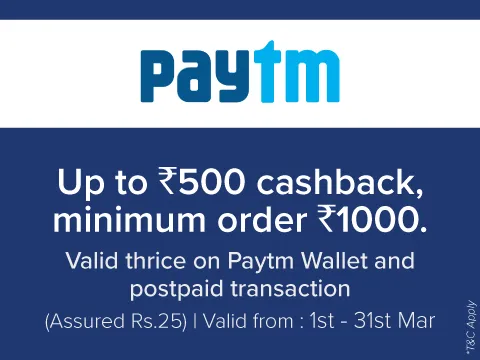 paytm
Up to ₹500 cashback,
minimum order ₹1000.
Valid thrice on Paytm Wallet and
postpaid transaction
(Assured Rs.25) | Valid from : 1st - 31st Mar
*T&C Apply